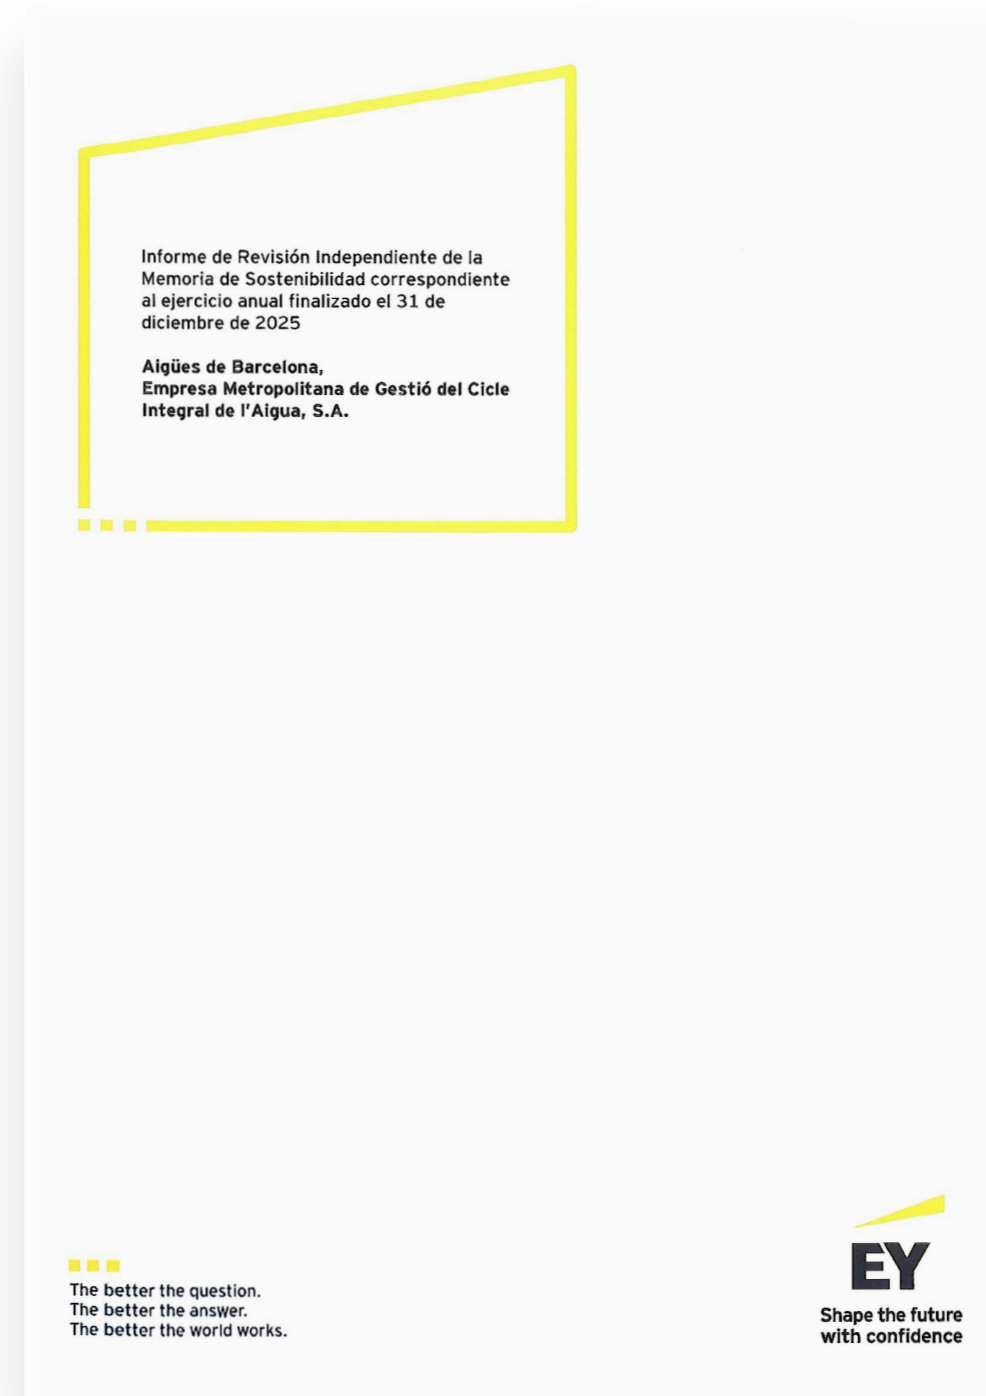 Informe de Revisión Independiente de la
Memoria de Sostenibilidad correspondiente
al ejercicio anual finalizado el 31 de
diciembre de 2025
Aigües de Barcelona,
Empresa Metropolitana de Gestió del Cicle
Integral de l'Aigua, S.A.
The better the question.
The better the answer.
The better the world works.
EY
Shape the future
with confidence